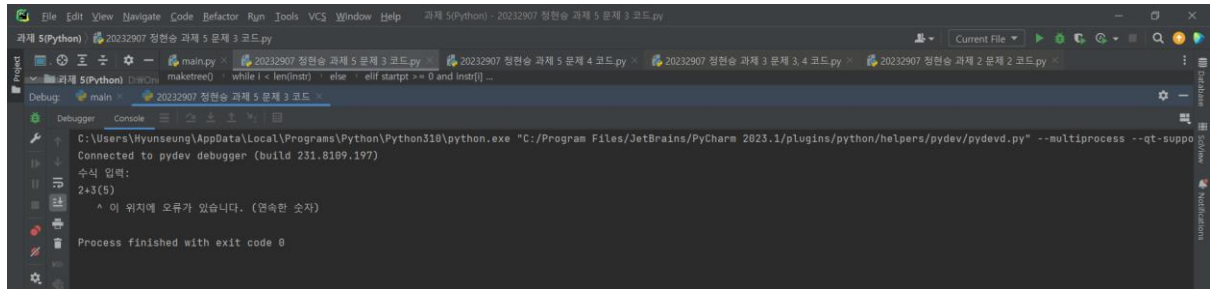 File Edit View Navigate Code Refactor Run Tools VCS Window Help 과제 5(Python) - 20232907 정현승 과제 5 문제 3 코드.py
과제 5(Python) 20232907 정현승 과제 5 문제 3 코드.py Current File
main.py 20232907 정현승 과제 5 문제 3 코드.py 20232907 정현승 과제 5 문제 4 코드.py 20232907 정현승 과제 3 문제 3, 4 코드.py 20232907 정현승 과제 2 문제 2 코드.py
Project
과제 5(Python) maketree() while i < len(instr) else elif startpt >= 0 and instr[i] ...
Database
Debug: main 20232907 정현승 과제 5 문제 3 코드
Debugger Console
C:\Users\Hyunseung\AppData\Local\Programs\Python\Python310\python.exe "C:/Program Files/JetBrains/PyCharm 2023.1/plugins/python/helpers/pydev/pydevd.py" --multiprocess --qt-suppo
SciView
Connected to pydev debugger (build 231.8109.197)
수식 입력:
2+3(5)
^ 이 위치에 오류가 있습니다. (연속한 숫자)
Notifications
Process finished with exit code 0